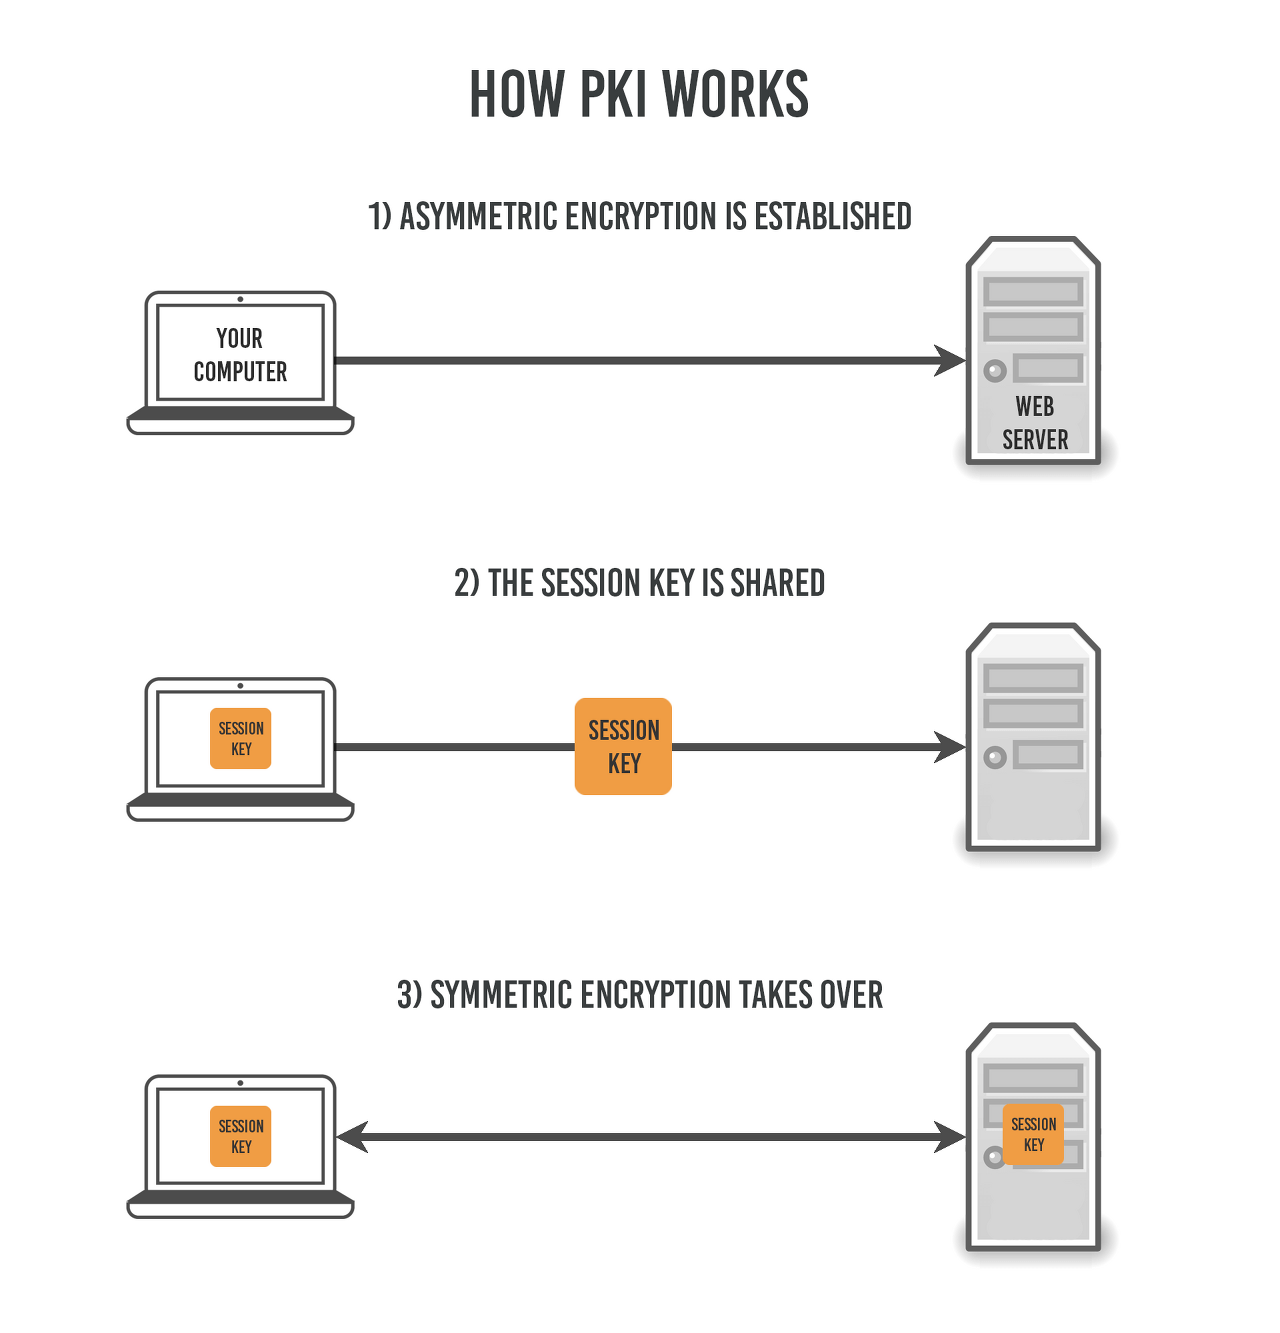 HOW PKI WORKS
1) ASYMMETRIC ENCRYPTION IS ESTABLISHED
YOUR
COMPUTER
WEB
SERVER
2) THE SESSION KEY IS SHARED
SESSION
KEY
SESSION
KEY
3) SYMMETRIC ENCRYPTION TAKES OVER
SESSION
KEY
SESSION
KEY